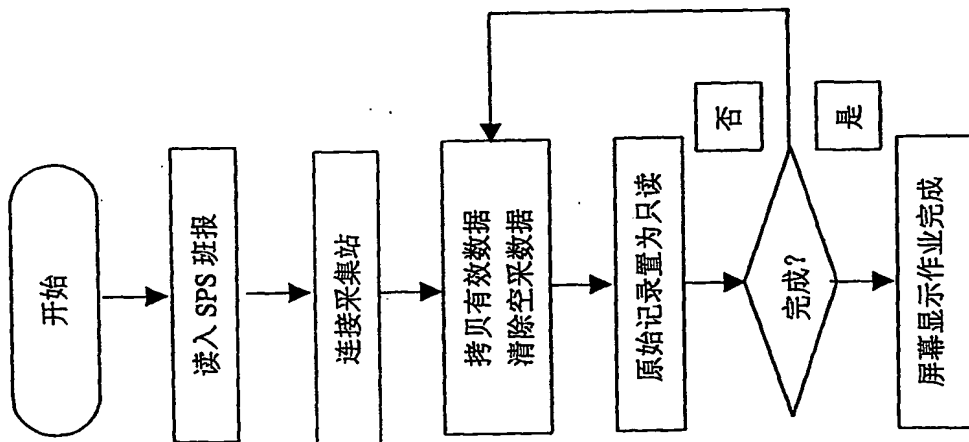 开始
读入 SPS 班报
连接采集站
拷贝有效数据
清除空采数据
原始记录置为只读
完成?
否
是
屏幕显示作业完成